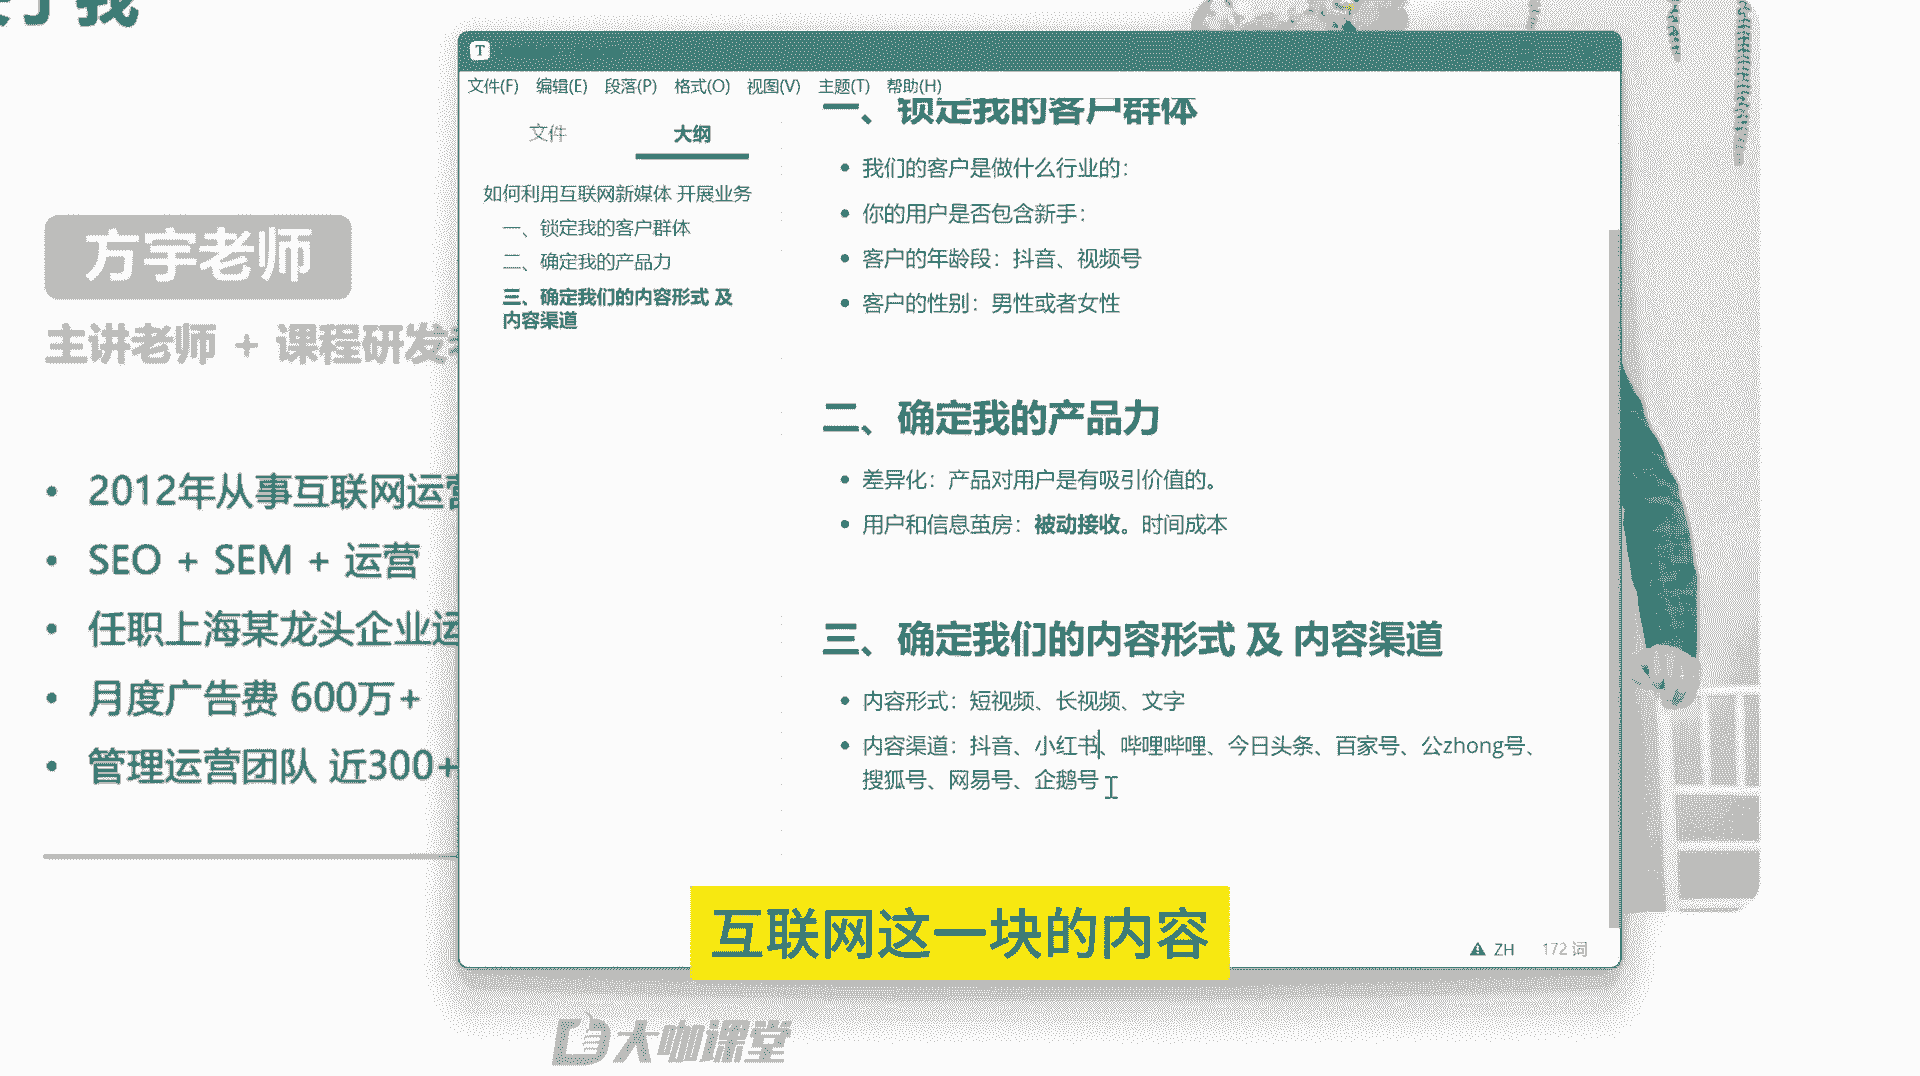 我
方宇老师
主讲老师 + 课程研发
2012年从事互联网运营
SEO + SEM + 运营
任职上海某龙头企业运
月度广告费 600万+
管理运营团队 近300+
T
文件(F) 编辑(E) 段落(P) 格式(O) 视图(V) 主题(T) 帮助(H)
文件 大纲
如何利用互联网新媒体 开展业务
一、锁定我的客户群体
二、确定我的产品力
三、确定我们的内容形式 及
内容渠道
一、锁定我的客户群体
我们的客户是做什么行业的：
你的用户是否包含新手：
客户的年龄段：抖音、视频号
客户的性别：男性或者女性
二、确定我的产品力
差异化：产品对用户是有吸引价值的。
用户和信息茧房：被动接收。时间成本
三、确定我们的内容形式 及 内容渠道
内容形式：短视频、长视频、文字
内容渠道：抖音、小红书、哔哩哔哩、今日头条、百家号、公zhong号、
搜狐号、网易号、企鹅号
ZH 172 词
互联网这一块的内容
大咖课堂